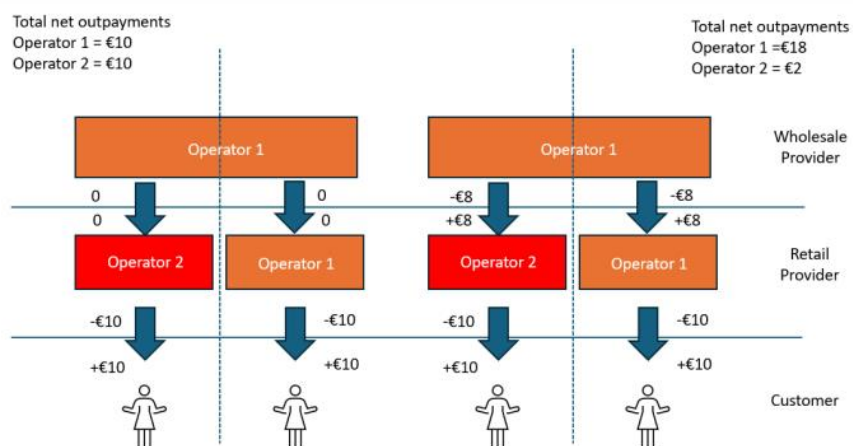 Total net outpayments
Operator 1 = €10
Operator 2 = €10
Total net outpayments
Operator 1 =€18
Operator 2 = €2
Operator 1
Operator 1
Wholesale
Provider
0
0
-€8
-€8
0
0
+€8
+€8
Operator 2
Operator 1
Operator 2
Operator 1
Retail
Provider
-€10
-€10
-€10
-€10
+€10
+€10
+€10
+€10
Customer